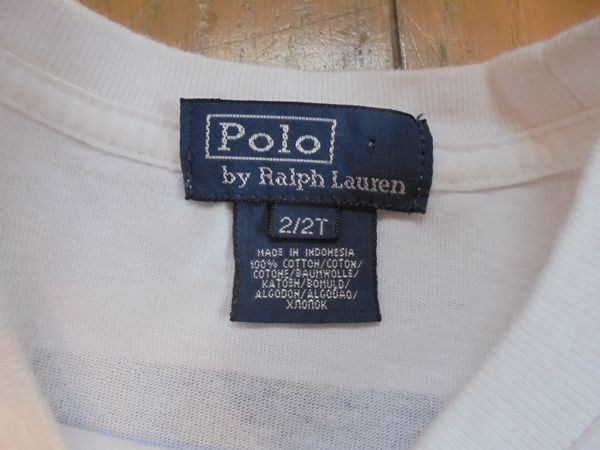 Polo
by Ralph Lauren
2/2T
MADE IN INDONESIA
100% COTTON/COTON/
COTONE/BAUMWOLLE/
KATOEN/BOMULD/
ALGODON/ALGODAO/
ХЛОПОК